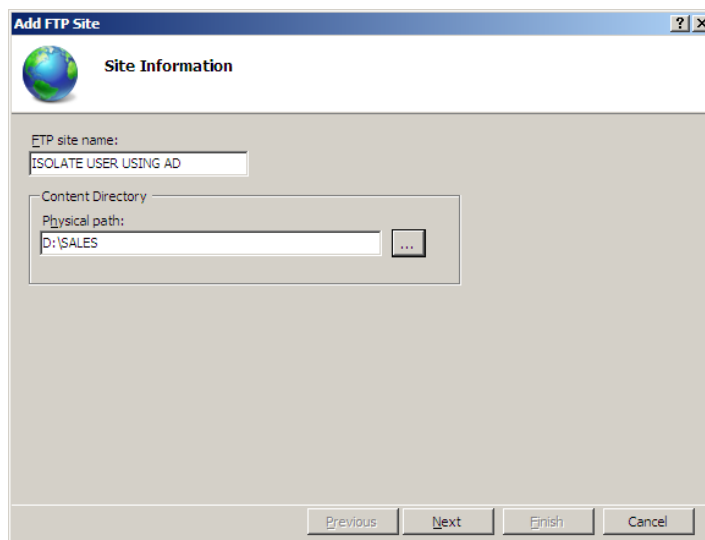 Add FTP Site
Site Information
FTP site name:
ISOLATE USER USING AD
Content Directory
Physical path:
D:\SALES
...
Previous Next Finish Cancel